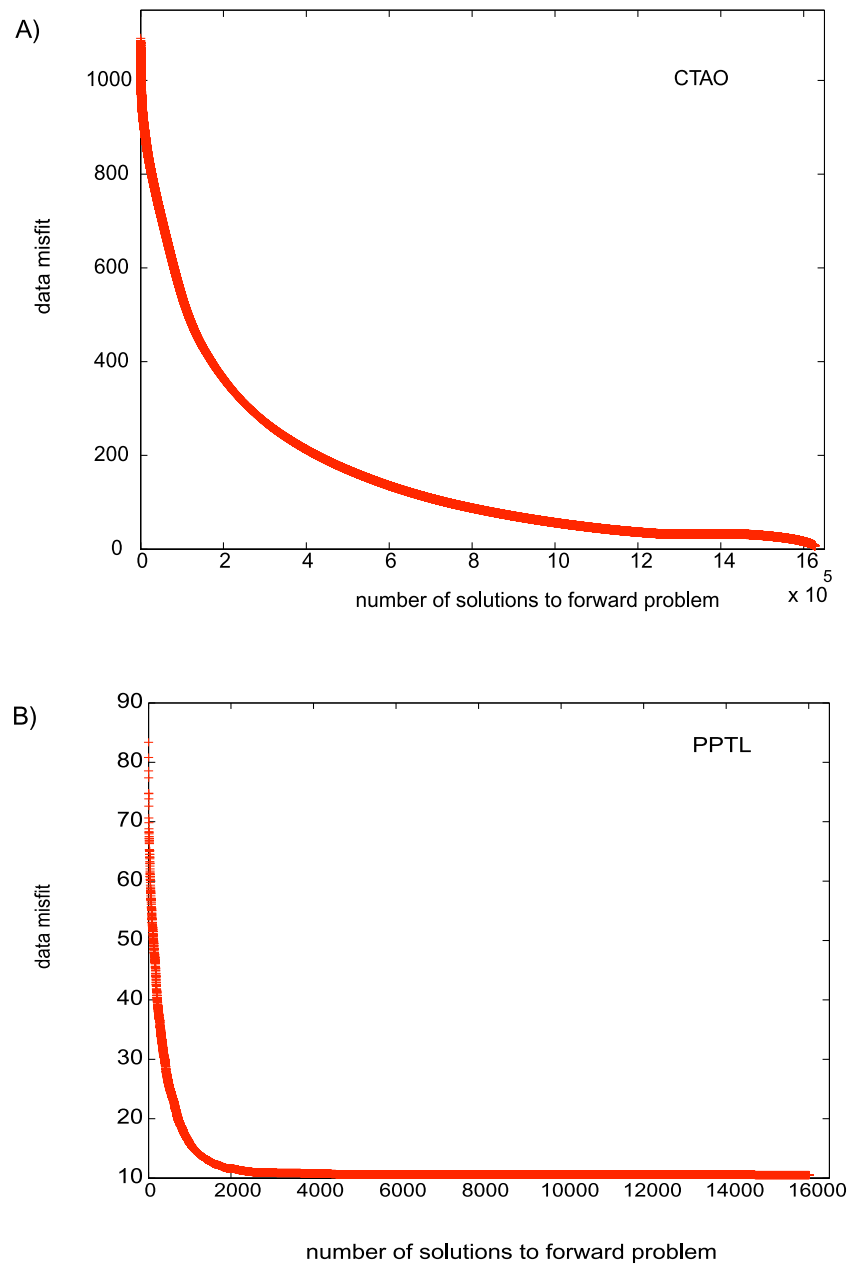 A)
CTAO
1000
800
600
400
200
0
data misfit
0 2 4 6 8 10 12 14 16
x 10 5
number of solutions to forward problem
B)
PPTL
90
80
70
60
50
40
30
20
10
data misfit
0 2000 4000 6000 8000 10000 12000 14000 16000
number of solutions to forward problem